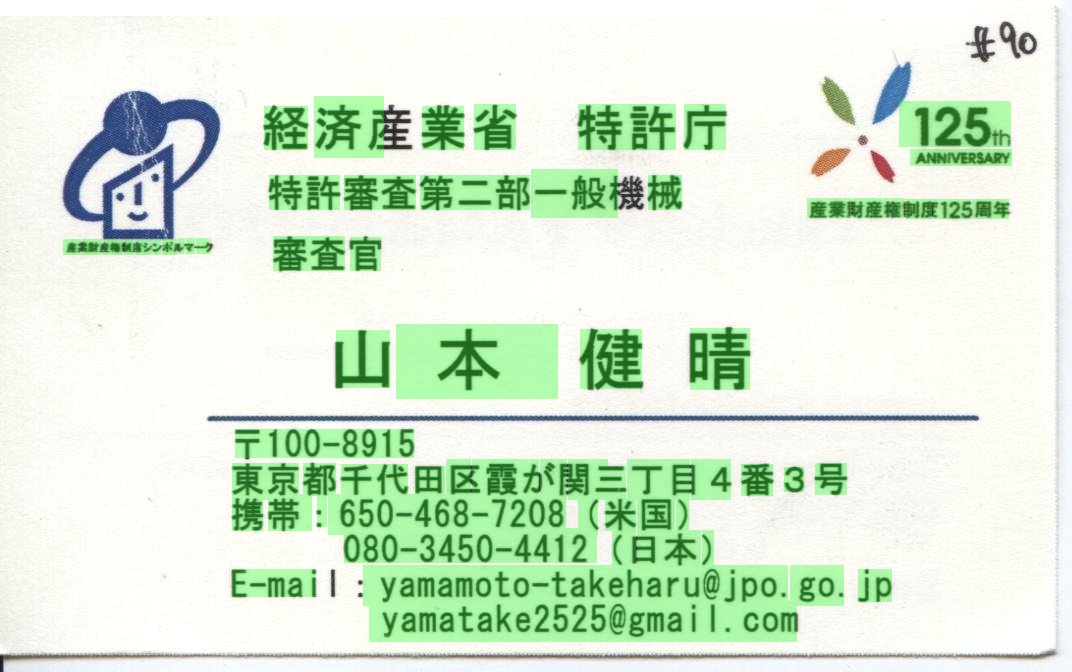 #90
経済産業省　特許庁
125th
ANNIVERSARY
特許審査第二部一般機械
産業財産権制度125周年
産業財産権制度シンボルマーク
審査官
山本健晴
〒100-8915
東京都千代田区霞が関三丁目４番３号
携帯：650-468-7208（米国）
080-3450-4412（日本）
E-mail：yamamoto-takeharu@jpo.go.jp
yamatake2525@gmail.com